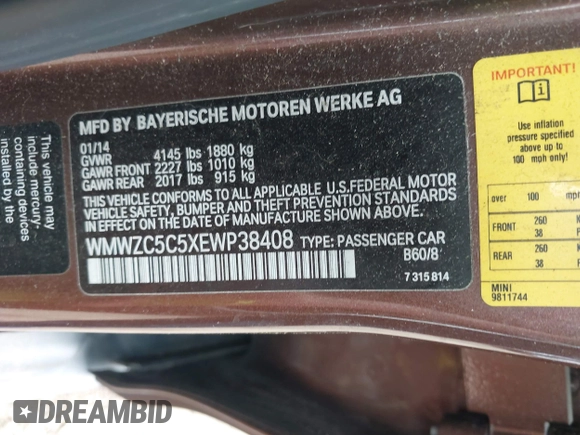 This vehicle may
include mercury-
containing devices
installed by the
MFD BY BAYERISCHE MOTOREN WERKE AG
01/14
GVWR 4145 lbs 1880 kg
GAWR FRONT 2227 lbs 1010 kg
GAWR REAR 2017 lbs 915 kg
THIS VEHICLE CONFORMS TO ALL APPLICABLE U.S.FEDERAL MOTOR
VEHICLE SAFETY, BUMPER AND THEFT PREVENTION STANDARDS
IN EFFECT ON THE DATE OF MANUFACTURE SHOWN ABOVE.
WMWZC5C5XEWP38408 TYPE: PASSENGER CAR
B60/8
7 315 814
IMPORTANT!
Use inflation
pressure specified
above (up to
100 mph only!)
over 100 mph
FRONT 260
38
REAR 260
38
MINI
9811744
DREAMBID